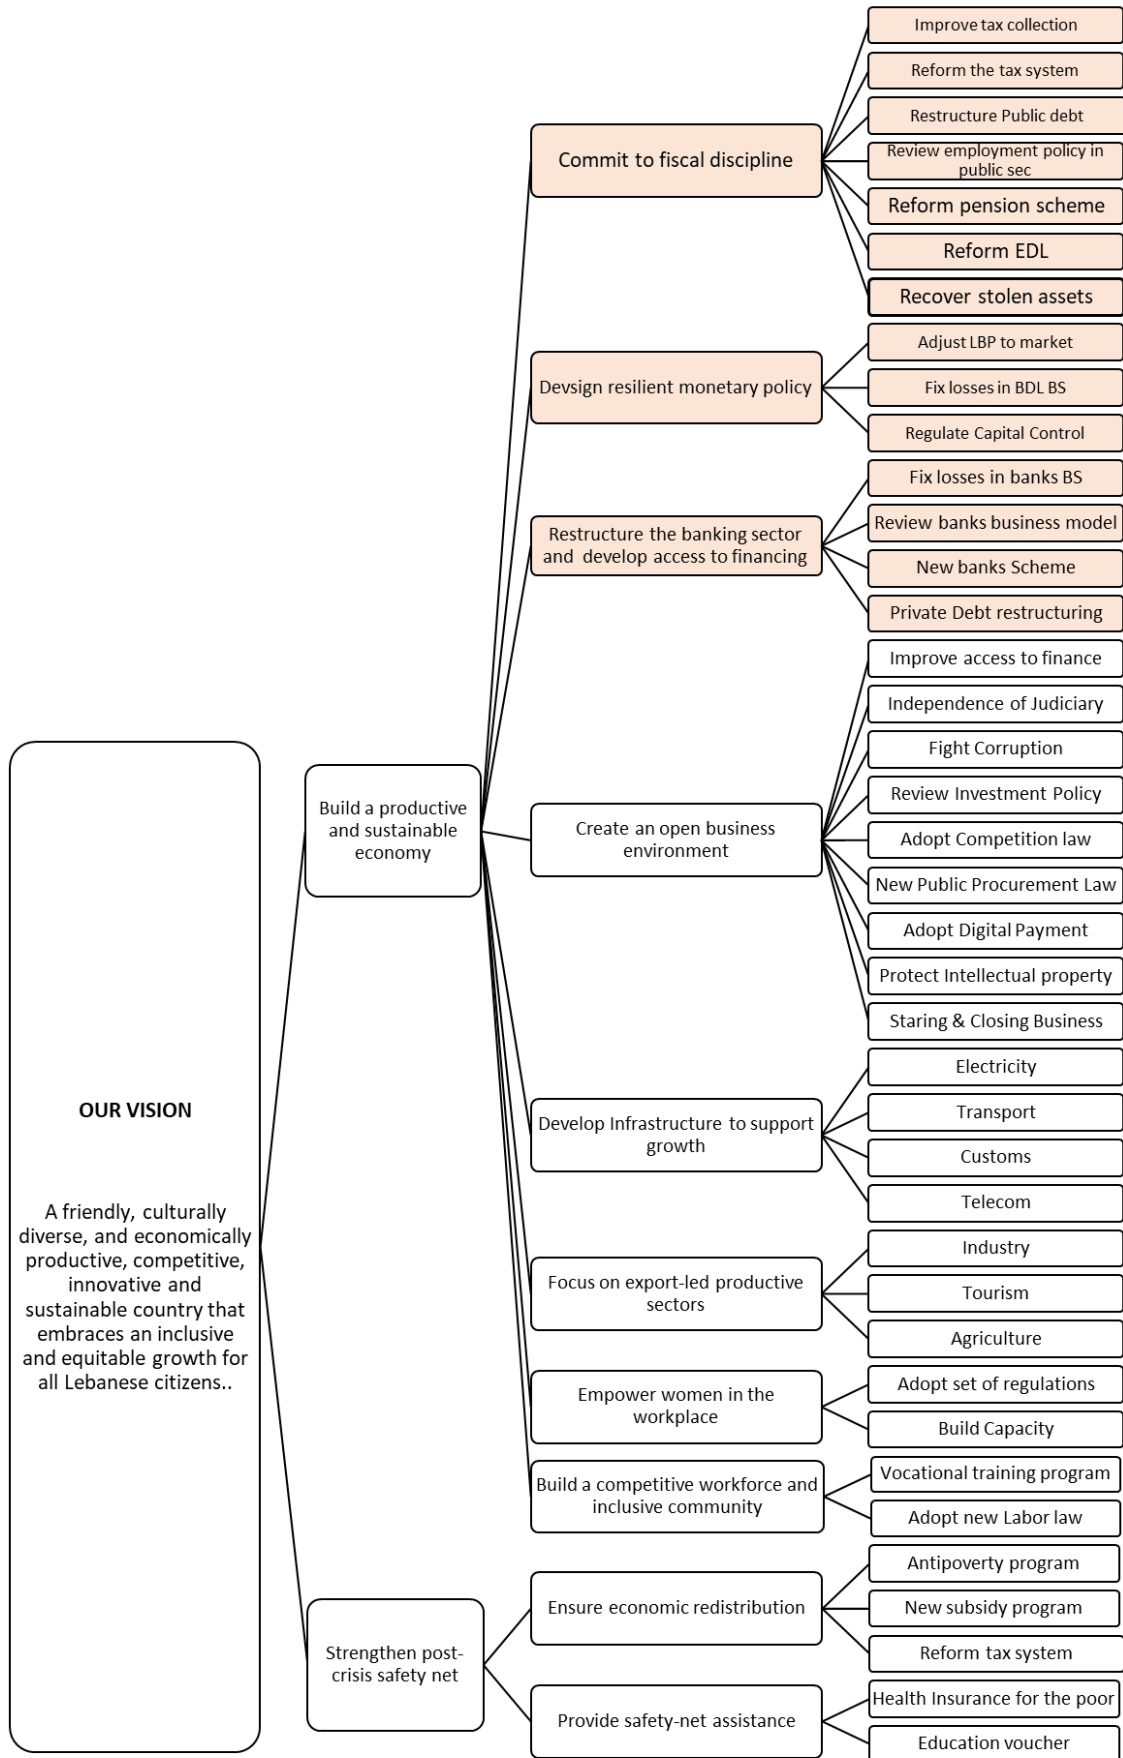 OUR VISION
A friendly, culturally
diverse, and economically
productive, competitive,
innovative and
sustainable country that
embraces an inclusive
and equitable growth for
all Lebanese citizens..
Build a productive
and sustainable
economy
Commit to fiscal discipline
Improve tax collection
Reform the tax system
Restructure Public debt
Review employment policy in
public sec
Reform pension scheme
Reform EDL
Recover stolen assets
Devsign resilient monetary policy
Adjust LBP to market
Fix losses in BDL BS
Regulate Capital Control
Restructure the banking sector
and develop access to financing
Fix losses in banks BS
Review banks business model
New banks Scheme
Private Debt restructuring
Create an open business
environment
Improve access to finance
Independence of Judiciary
Fight Corruption
Review Investment Policy
Adopt Competition law
New Public Procurement Law
Adopt Digital Payment
Protect Intellectual property
Staring & Closing Business
Develop Infrastructure to support
growth
Electricity
Transport
Customs
Telecom
Focus on export-led productive
sectors
Industry
Tourism
Agriculture
Empower women in the
workplace
Adopt set of regulations
Build Capacity
Build a competitive workforce and
inclusive community
Vocational training program
Adopt new Labor law
Strengthen post-
crisis safety net
Ensure economic redistribution
Antipoverty program
New subsidy program
Reform tax system
Provide safety-net assistance
Health Insurance for the poor
Education voucher